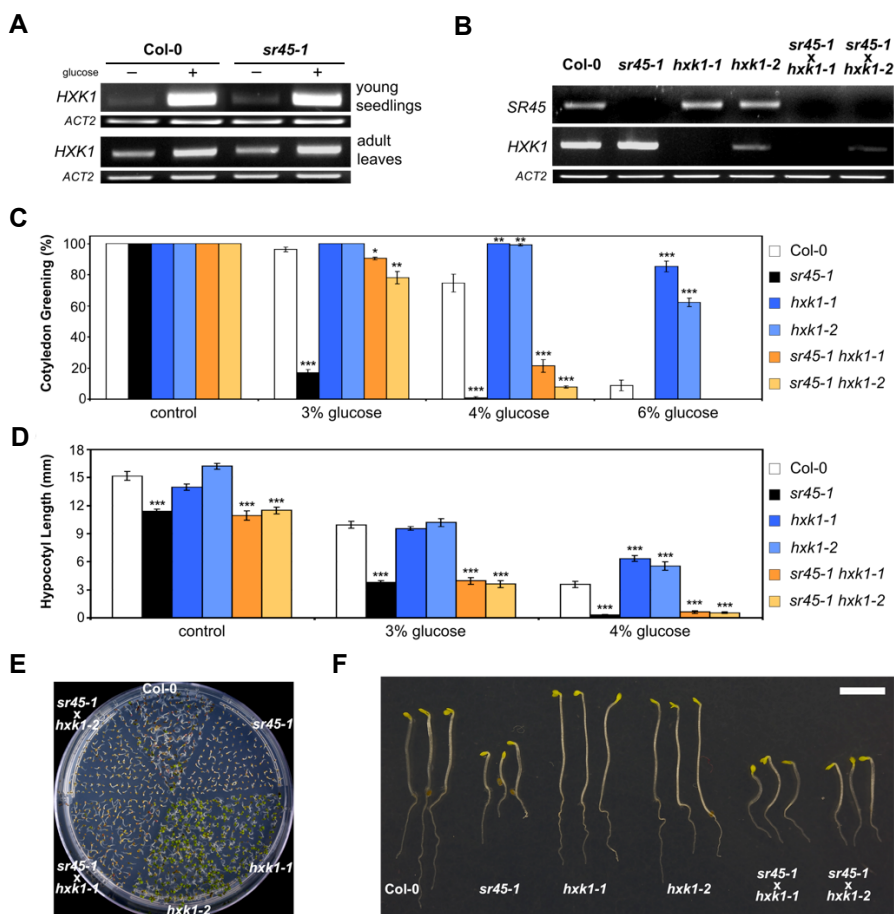 A
Col-0 sr45-1
glucose – + – +
HXK1 young seedlings
ACT2
HXK1 adult leaves
ACT2
B
Col-0 sr45-1 hxk1-1 hxk1-2 sr45-1 x hxk1-1 sr45-1 x hxk1-2
SR45
HXK1
ACT2
C
Cotyledon Greening (%)
100
80
60
40
20
0
*** * ** *** ** ** *** *** *** ***
control 3% glucose 4% glucose 6% glucose
Col-0
sr45-1
hxk1-1
hxk1-2
sr45-1 hxk1-1
sr45-1 hxk1-2
D
Hypocotyl Length (mm)
18
15
12
9
6
3
0
*** *** *** *** *** *** *** *** *** *** ***
control 3% glucose 4% glucose
Col-0
sr45-1
hxk1-1
hxk1-2
sr45-1 hxk1-1
sr45-1 hxk1-2
E
Col-0
sr45-1
hxk1-1
hxk1-2
sr45-1 x hxk1-1
sr45-1 x hxk1-2
F
Col-0 sr45-1 hxk1-1 hxk1-2 sr45-1 x hxk1-1 sr45-1 x hxk1-2